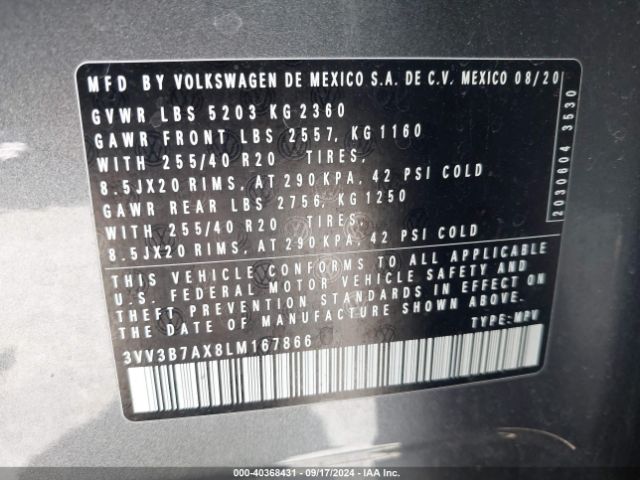 MFD BY VOLKSWAGEN DE MEXICO S.A. DE C.V. MEXICO 08/20
GVWR LBS 5203 KG 2360
GAWR FRONT LBS 2557, KG 1160
WITH 255/40 R20 TIRES,
8.5JX20 RIMS, AT 290 KPA, 42 PSI COLD
GAWR REAR LBS 2756, KG 1250
WITH 255/40 R20 TIRES,
8.5JX20 RIMS, AT 290 KPA, 42 PSI COLD
2030604 3530
THIS VEHICLE CONFORMS TO ALL APPLICABLE
U.S. FEDERAL MOTOR VEHICLE SAFETY AND
THEFT PREVENTION STANDARDS IN EFFECT ON
THE DATE OF MANUFACTURE SHOWN ABOVE.
3VV3B7AX8LM167866
TYPE: MPV
000-40368431 - 09/17/2024 - IAA Inc.